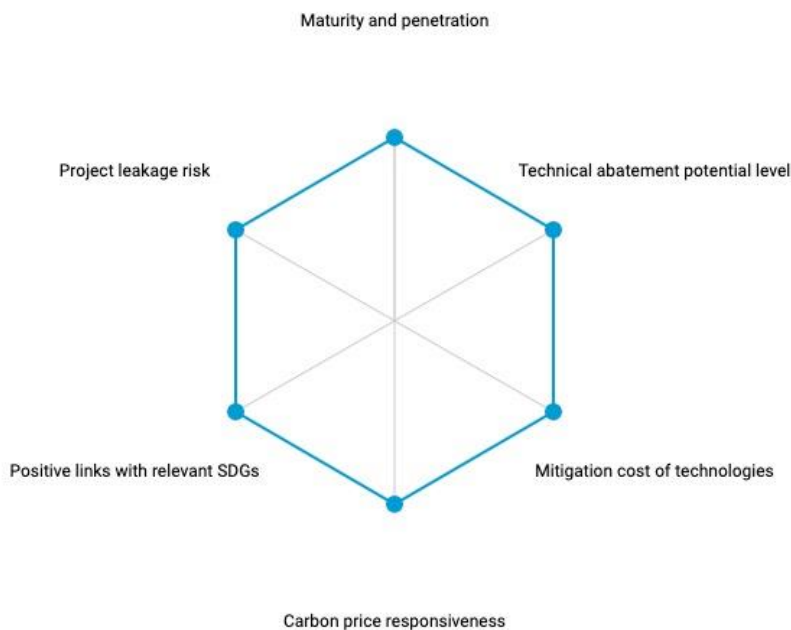 Maturity and penetration
Project leakage risk
Technical abatement potential level
Positive links with relevant SDGs
Mitigation cost of technologies
Carbon price responsiveness